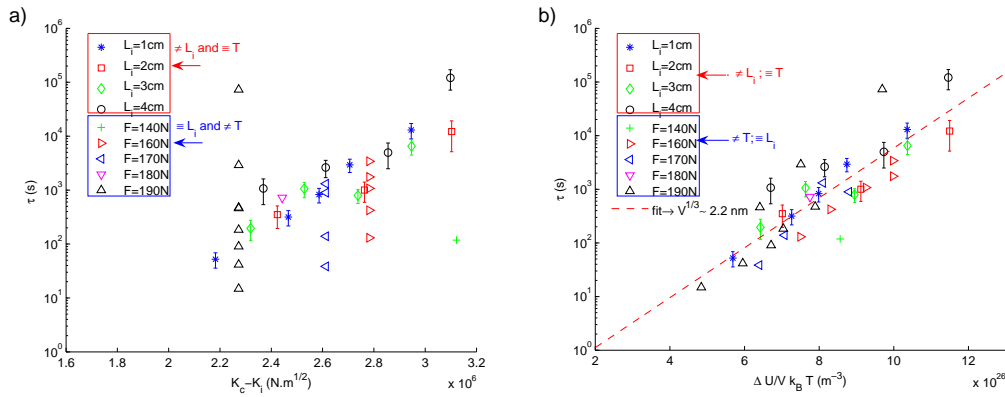 a)
τ (s)
10^6
10^5
10^4
10^3
10^2
10^1
10^0
L_i=1cm
L_i=2cm
L_i=3cm
L_i=4cm
≠ L_i and ≡ T
F=140N
F=160N
F=170N
F=180N
F=190N
≡ L_i and ≠ T
1.6 1.8 2 2.2 2.4 2.6 2.8 3 3.2
x 10^6
K_c−K_i (N.m^{1/2})
b)
τ (s)
10^6
10^5
10^4
10^3
10^2
10^1
10^0
L_i=1cm
L_i=2cm
L_i=3cm
L_i=4cm
≠ L_i ; ≡ T
F=140N
F=160N
F=170N
F=180N
F=190N
≠ T; ≡ L_i
fit→ V^{1/3}~ 2.2 nm
2 4 6 8 10 12
x 10^26
Δ U/V k_B T (m^{−3})